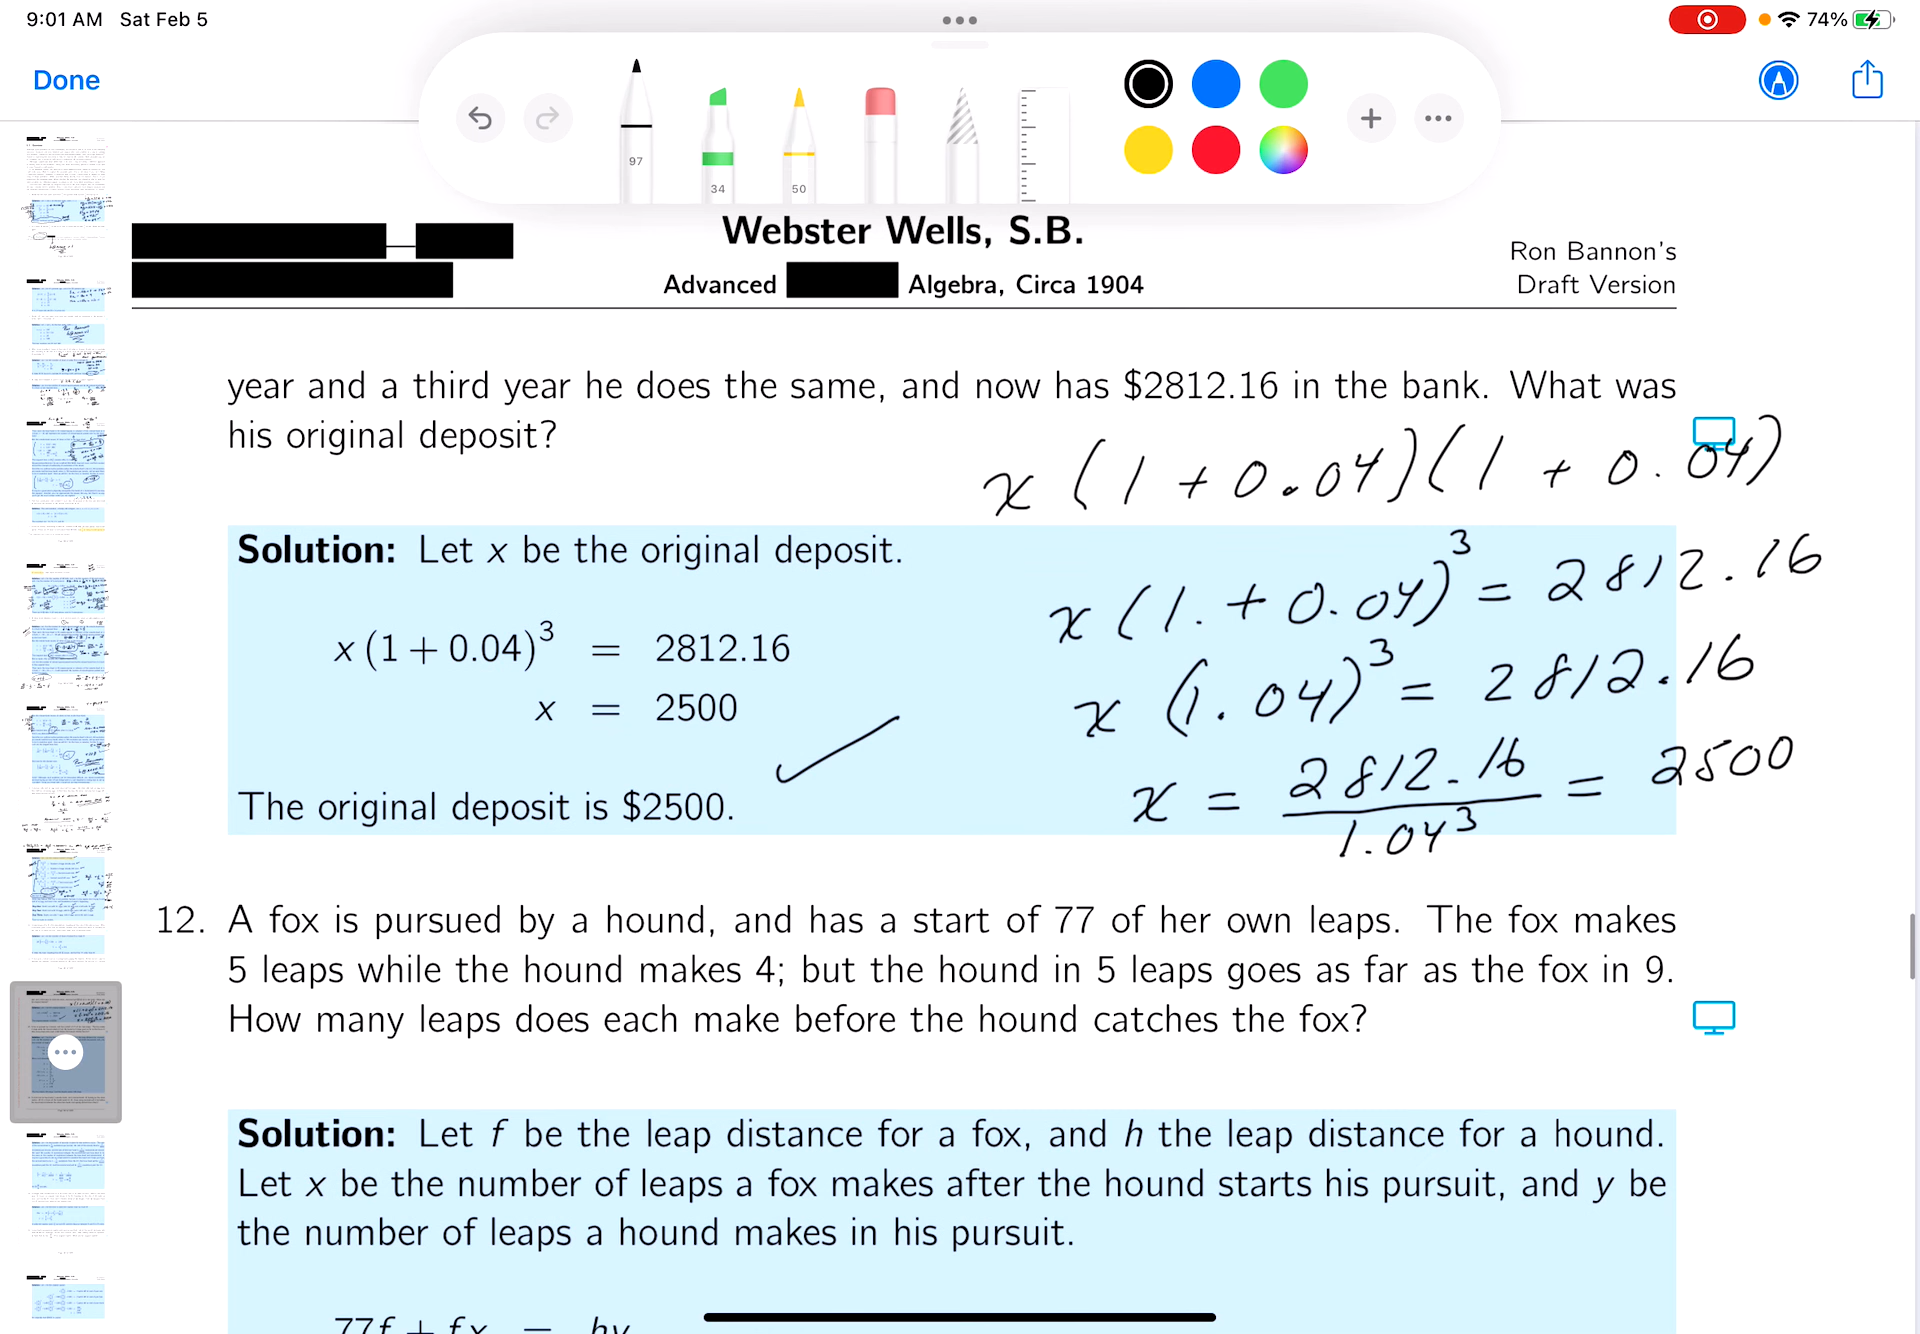 9:01 AM Sat Feb 5
74%
Done
97
34
50
Webster Wells, S.B.
Advanced Algebra, Circa 1904
Ron Bannon's
Draft Version
year and a third year he does the same, and now has $2812.16 in the bank. What was
his original deposit?
x (1 + 0.04)(1 + 0.04)
Solution: Let x be the original deposit.
x (1 + 0.04)³ = 2812.16
x = 2500
The original deposit is $2500.
x (1. + 0.04)³ = 2812.16
x (1.04)³ = 2812.16
x = 2812.16 / 1.04³ = 2500
12. A fox is pursued by a hound, and has a start of 77 of her own leaps. The fox makes
5 leaps while the hound makes 4; but the hound in 5 leaps goes as far as the fox in 9.
How many leaps does each make before the hound catches the fox?
Solution: Let f be the leap distance for a fox, and h the leap distance for a hound.
Let x be the number of leaps a fox makes after the hound starts his pursuit, and y be
the number of leaps a hound makes in his pursuit.
77f + fx = hy